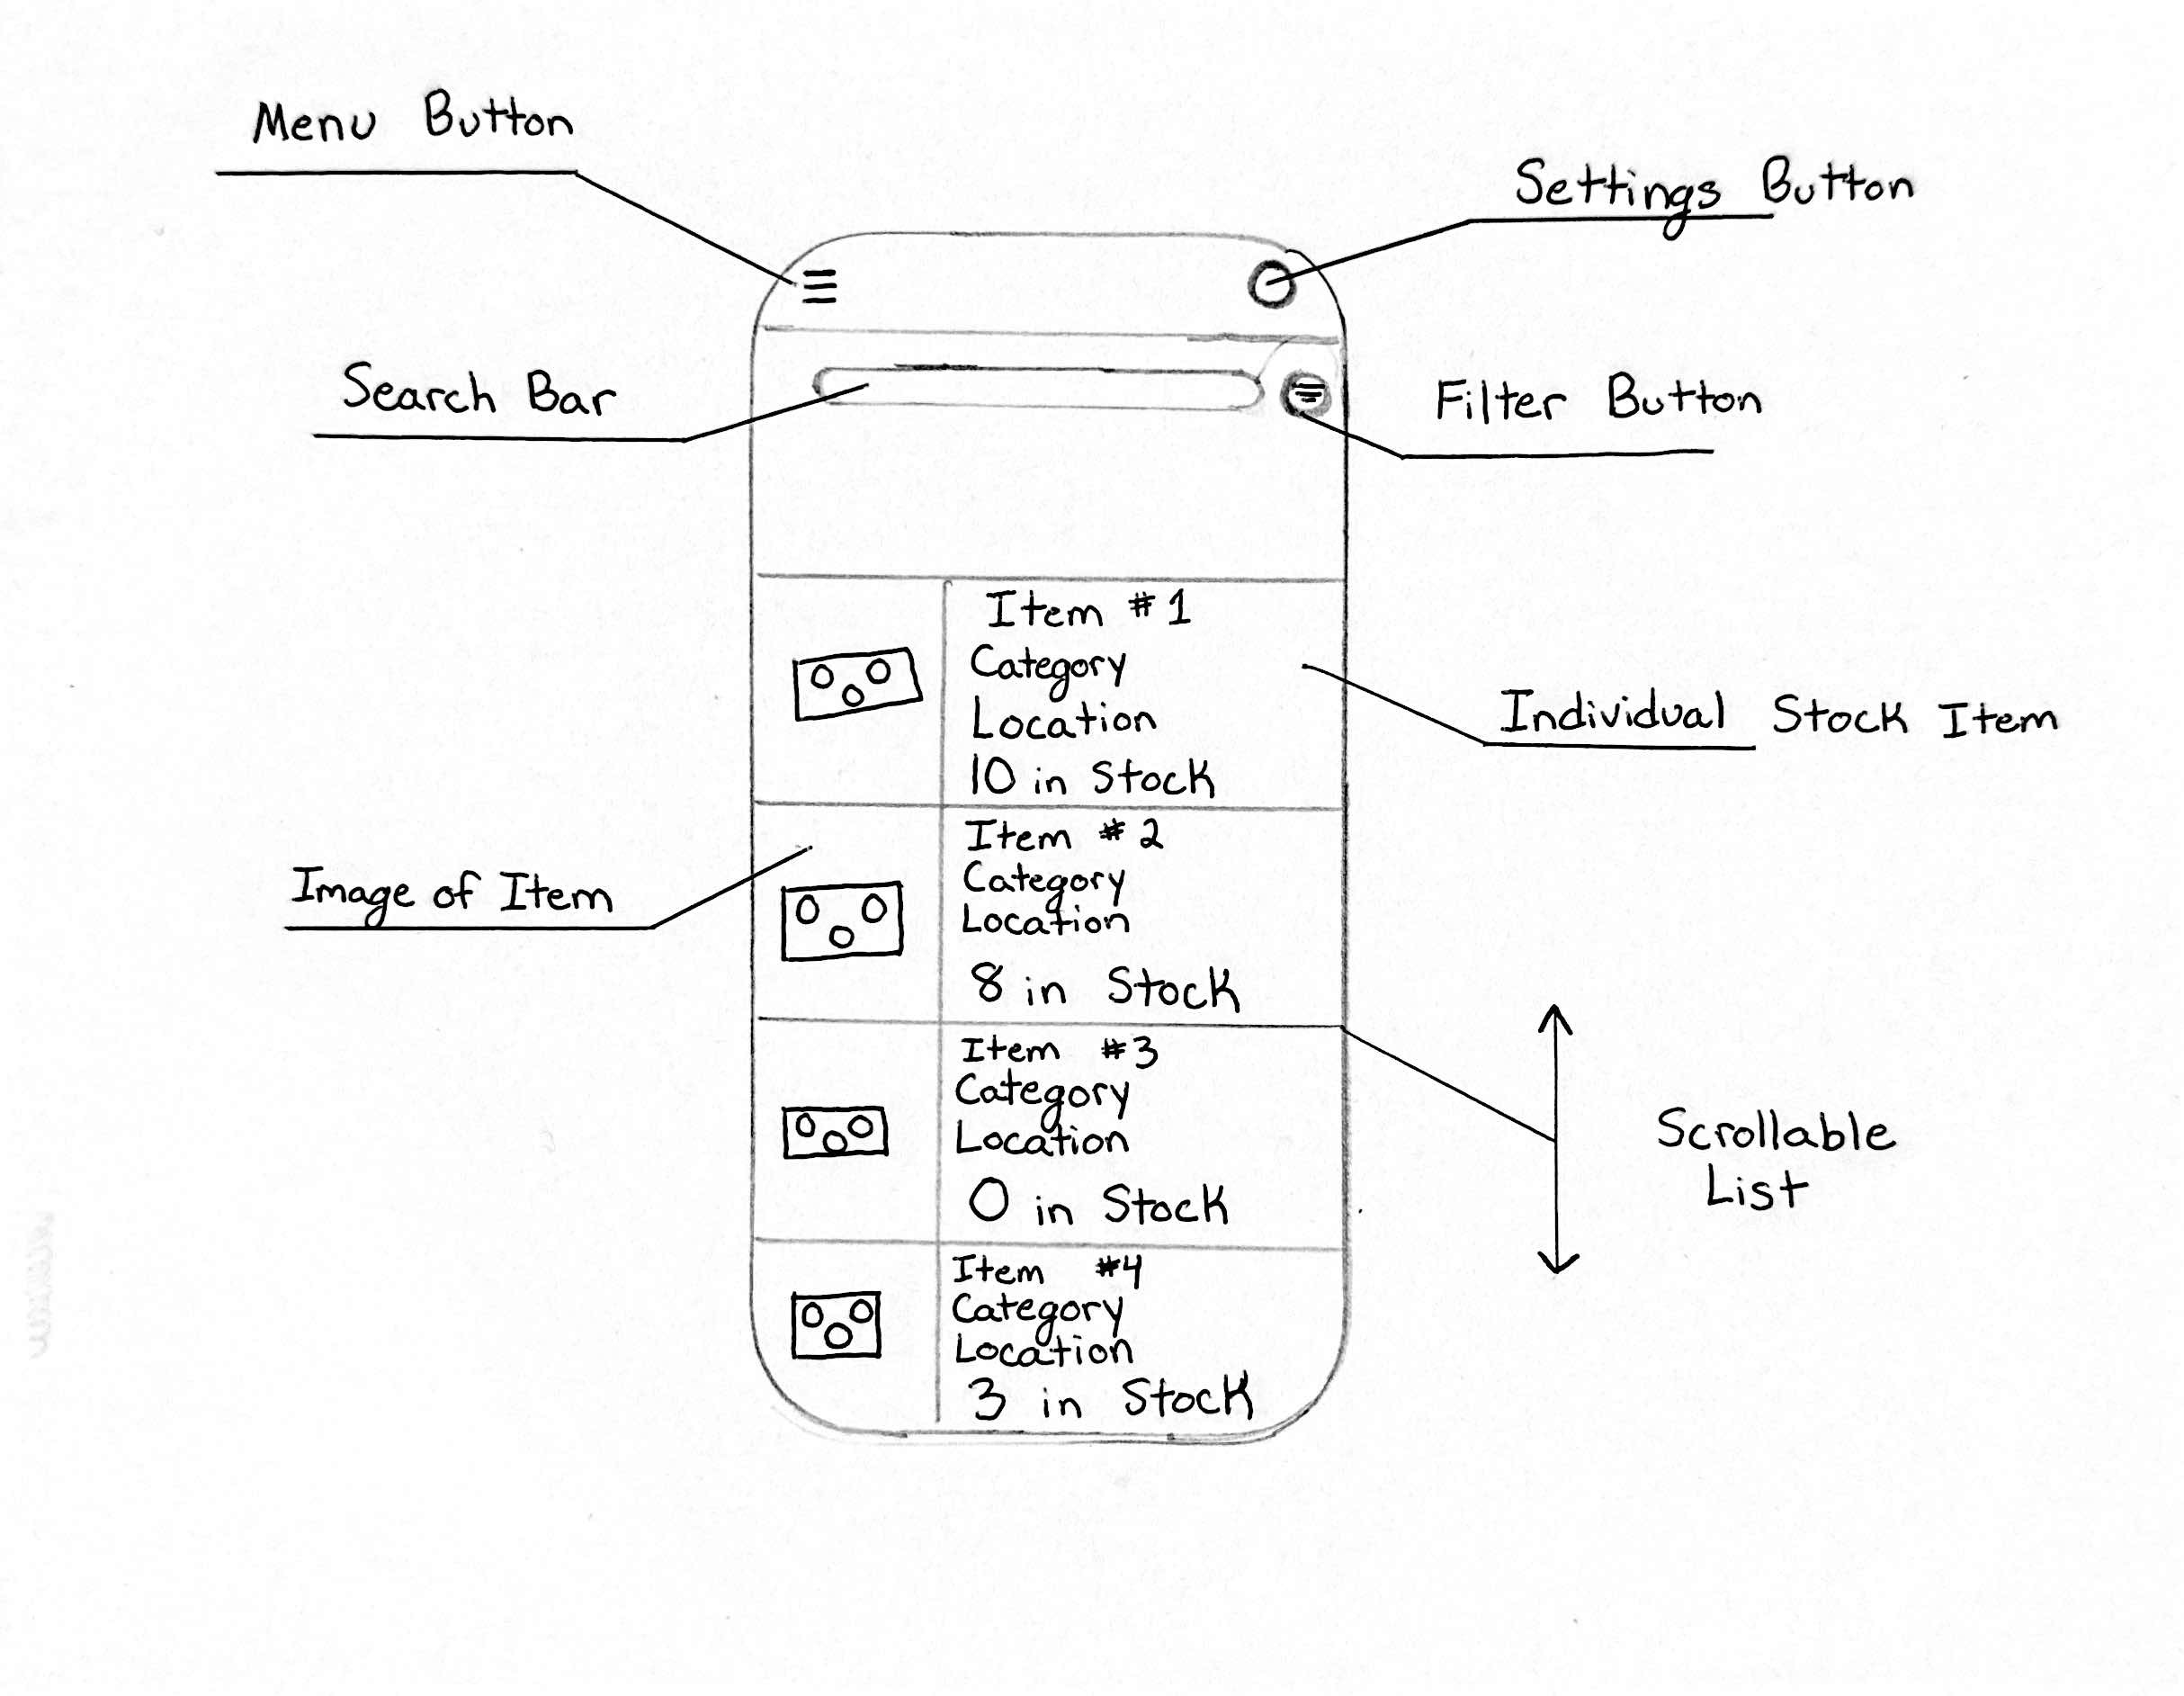 Menu Button
Settings Button
Search Bar
Filter Button
Item #1
Category
Location
10 in Stock
Individual Stock Item
Item #2
Category
Location
8 in Stock
Image of Item
Item #3
Category
Location
0 in Stock
Scrollable
List
Item #4
Category
Location
3 in Stock